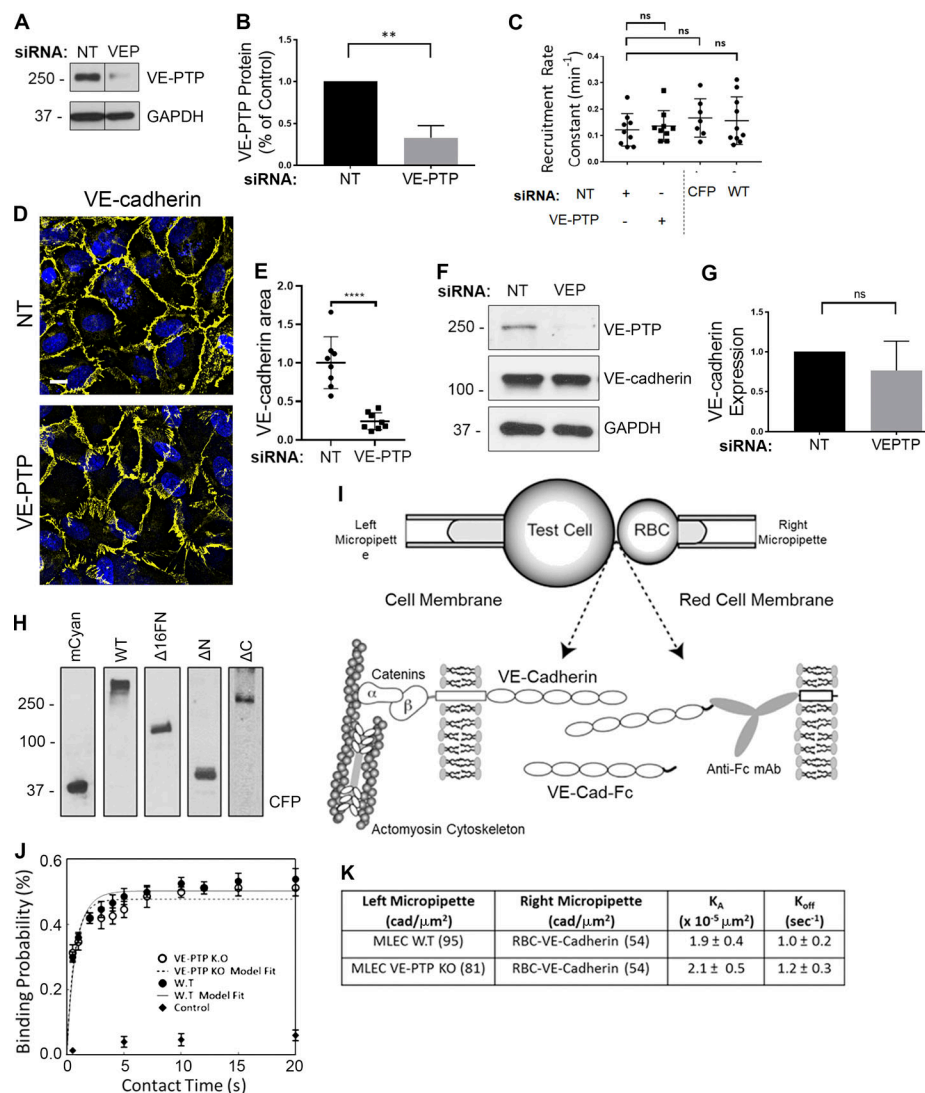 A
siRNA: NT VEP
250 - VE-PTP
37 - GAPDH
B
VE-PTP Protein
(% of Control)
1.5
1.0
0.5
0.0
**
siRNA: NT VE-PTP
C
Recruitment Rate
Constant (min-1)
0.4
0.3
0.2
0.1
0.0
ns
ns
ns
siRNA: NT + - CFP WT
VE-PTP - +
D
VE-cadherin
NT
VE-PTP
E
VE-cadherin area
2.0
1.5
1.0
0.5
0.0
****
siRNA: NT VE-PTP
F
siRNA: NT VEP
250 - VE-PTP
100 - VE-cadherin
37 - GAPDH
G
VE-cadherin
Expression
1.5
1.0
0.5
0.0
ns
siRNA: NT VEPTP
H
mCyan WT Δ16FN ΔN ΔC
250 -
100 -
37 -
CFP
I
Left
Micropipett
e
Test Cell
RBC
Right
Micropipette
Cell Membrane
Red Cell Membrane
Catenins
α
β
VE-Cadherin
Anti-Fc mAb
VE-Cad-Fc
Actomyosin Cytoskeleton
J
Binding Probability (%)
0.6
0.4
0.2
0.0
VE-PTP K.O
VE-PTP KO Model Fit
W.T
W.T Model Fit
Control
0 5 10 15 20
Contact Time (s)
K
Left Micropipette (cad/μm2) Right Micropipette (cad/μm2) KA (x 10-5 μm2) Koff (sec-1)
MLEC W.T (95) RBC-VE-Cadherin (54) 1.9 ± 0.4 1.0 ± 0.2
MLEC VE-PTP KO (81) RBC-VE-Cadherin (54) 2.1 ± 0.5 1.2 ± 0.3